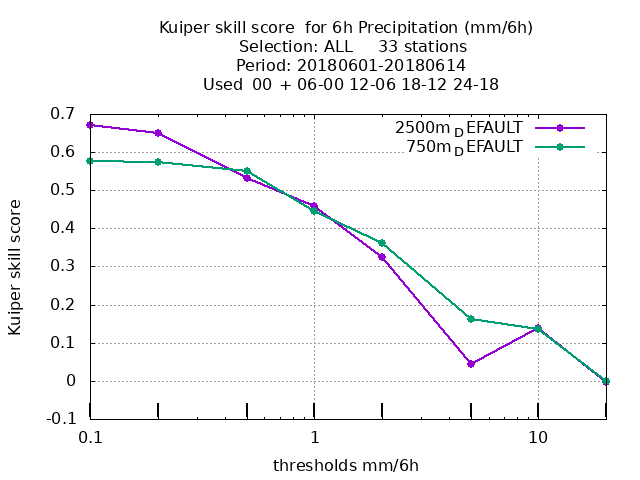 Kuiper skill score  for 6h Precipitation (mm/6h)
Selection: ALL     33 stations
Period: 20180601-20180614
Used  00  + 06-00 12-06 18-12 24-18
2500m_DEFAULT
750m_DEFAULT
0.7
0.6
0.5
0.4
0.3
0.2
0.1
0
-0.1
Kuiper skill score
0.1
1
10
thresholds mm/6h